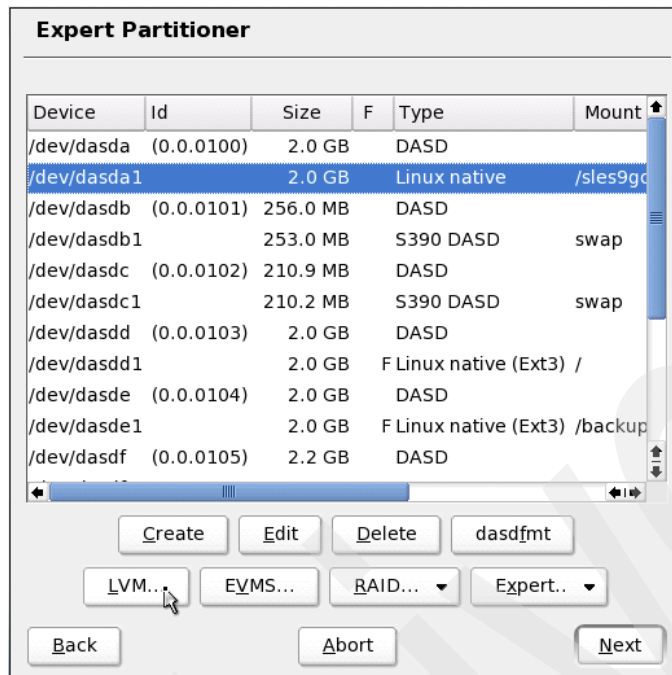 Expert Partitioner
Device Id Size F Type Mount
/dev/dasda (0.0.0100) 2.0 GB DASD
/dev/dasda1 2.0 GB Linux native
/dev/dasdb (0.0.0101) 256.0 MB DASD
/dev/dasdb1 253.0 MB S390 DASD swap
/dev/dasdc (0.0.0102) 210.9 MB DASD
/dev/dasdc1 210.2 MB S390 DASD swap
/dev/dasdd (0.0.0103) 2.0 GB DASD
/dev/dasdd1 2.0 GB F Linux native (Ext3) /
/dev/dasde (0.0.0104) 2.0 GB DASD
/dev/dasde1 2.0 GB F Linux native (Ext3) /backup
/dev/dasdf (0.0.0105) 2.2 GB DASD
Create Edit Delete dasdfmt
LVM... EVMS... RAID... Expert..
Back Abort Next